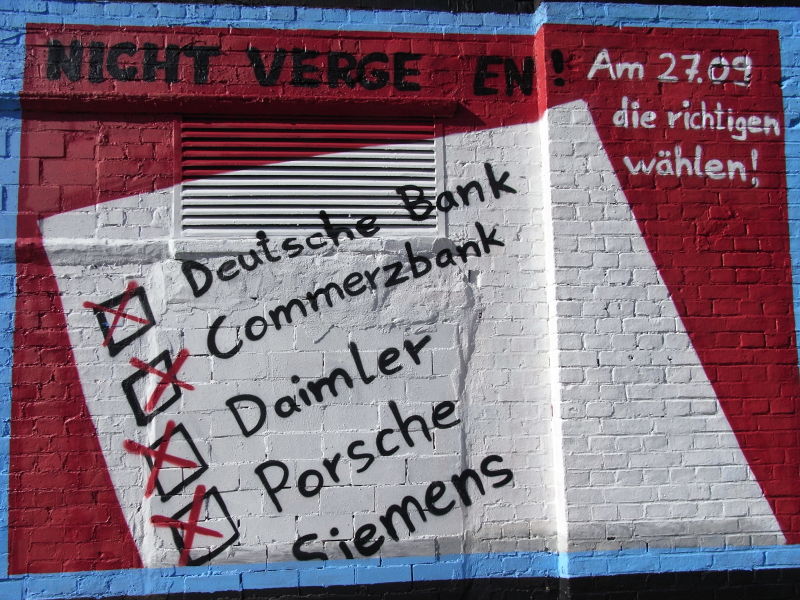 NICHT VERGE EN!
Am 27.09
die richtigen
wählen!
Deutsche Bank
Commerzbank
Daimler
Porsche
Siemens